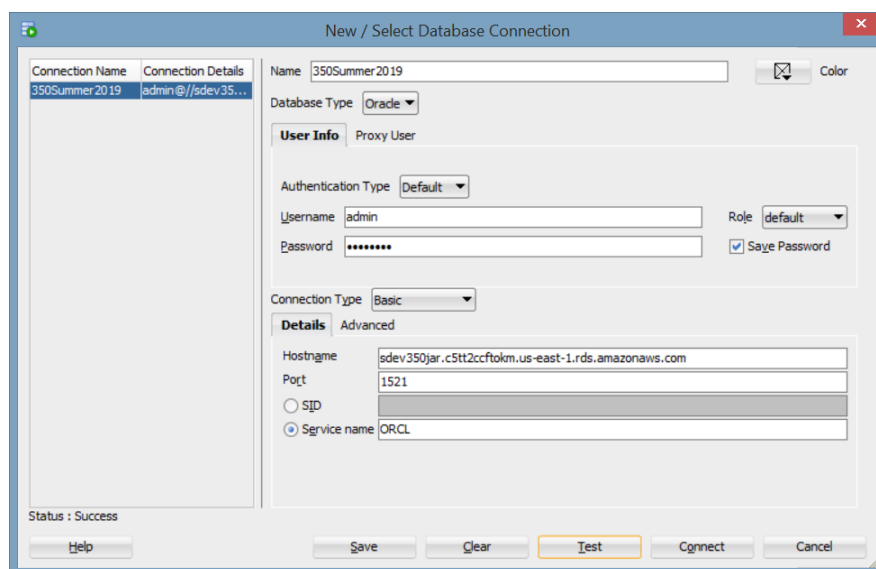 New / Select Database Connection
Connection Name Connection Details
350Summer2019 admin@//sdev35...
Name 350Summer2019
Color
Database Type Oracle
User Info Proxy User
Authentication Type Default
Username admin
Role default
Password ••••••••
Save Password
Connection Type Basic
Details Advanced
Hostname sdev350jar.c5tt2ccftokm.us-east-1.rds.amazonaws.com
Port 1521
SID
Service name ORCL
Status : Success
Help Save Clear Test Connect Cancel